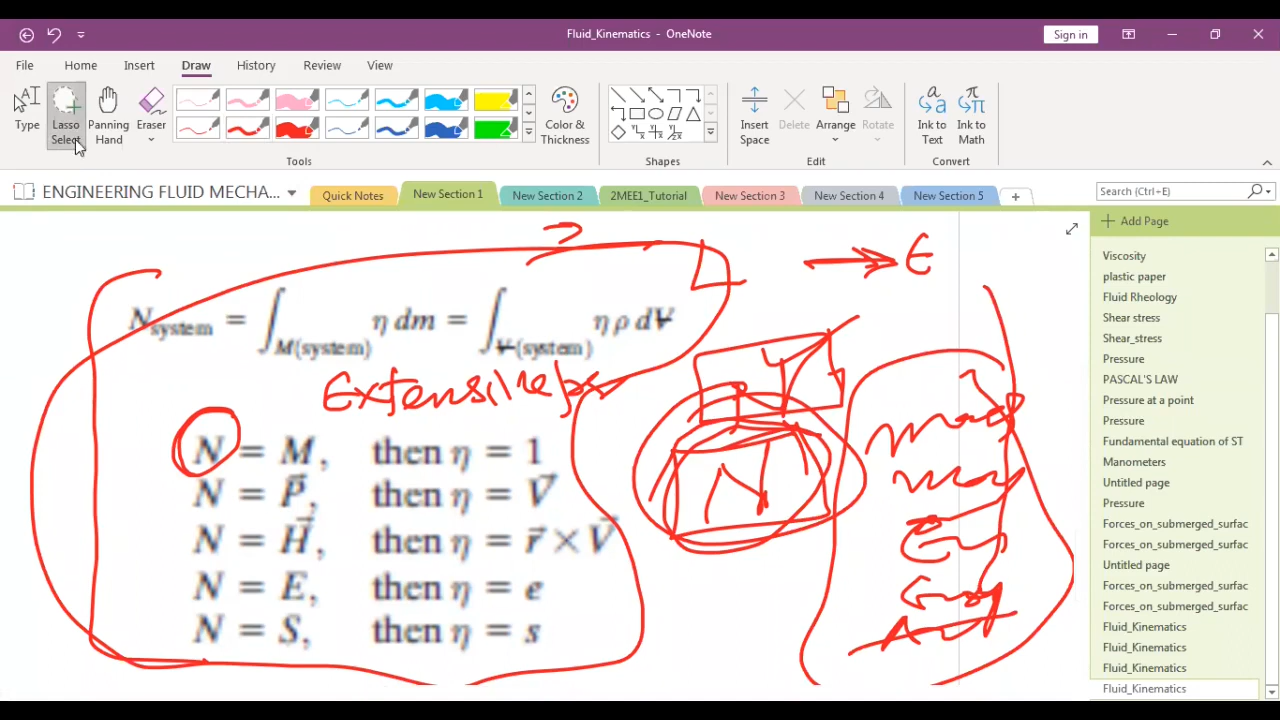 Fluid_Kinematics - OneNote
Sign in
File Home Insert Draw History Review View
Type
Lasso Select
Panning Hand
Eraser
Color & Thickness
Insert Space
Delete
Arrange
Rotate
Ink to Text
Ink to Math
Tools
Shapes
Edit
Convert
ENGINEERING FLUID MECHA...
Quick Notes
New Section 1
New Section 2
2MEE1_Tutorial
New Section 3
New Section 4
New Section 5
Search (Ctrl+E)
Add Page
N_system = ∫_M(system) η dm = ∫_V(system) η ρ dV
N = M, then η = 1
N = P⃗, then η = V⃗
N = H⃗, then η = r⃗ × V⃗
N = E, then η = e
N = S, then η = s
N
Viscosity
plastic paper
Fluid Rheology
Shear stress
Shear_stress
Pressure
PASCAL'S LAW
Pressure at a point
Pressure
Fundamental equation of ST
Manometers
Untitled page
Pressure
Forces_on_submerged_surfac
Forces_on_submerged_surfac
Untitled page
Forces_on_submerged_surfac
Forces_on_submerged_surfac
Fluid_Kinematics
Fluid_Kinematics
Fluid_Kinematics
Fluid_Kinematics